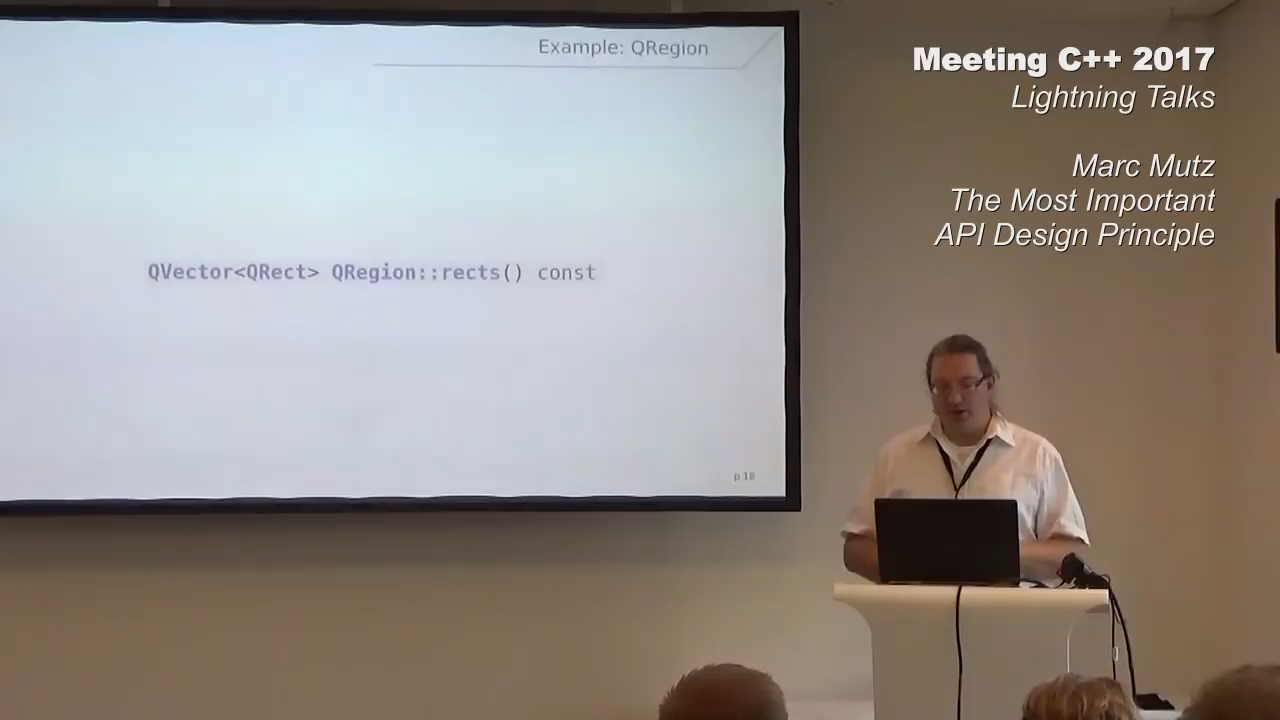 Example: QRegion
QVector<QRect> QRegion::rects() const
p 18
Meeting C++ 2017
Lightning Talks
Marc Mutz
The Most Important
API Design Principle